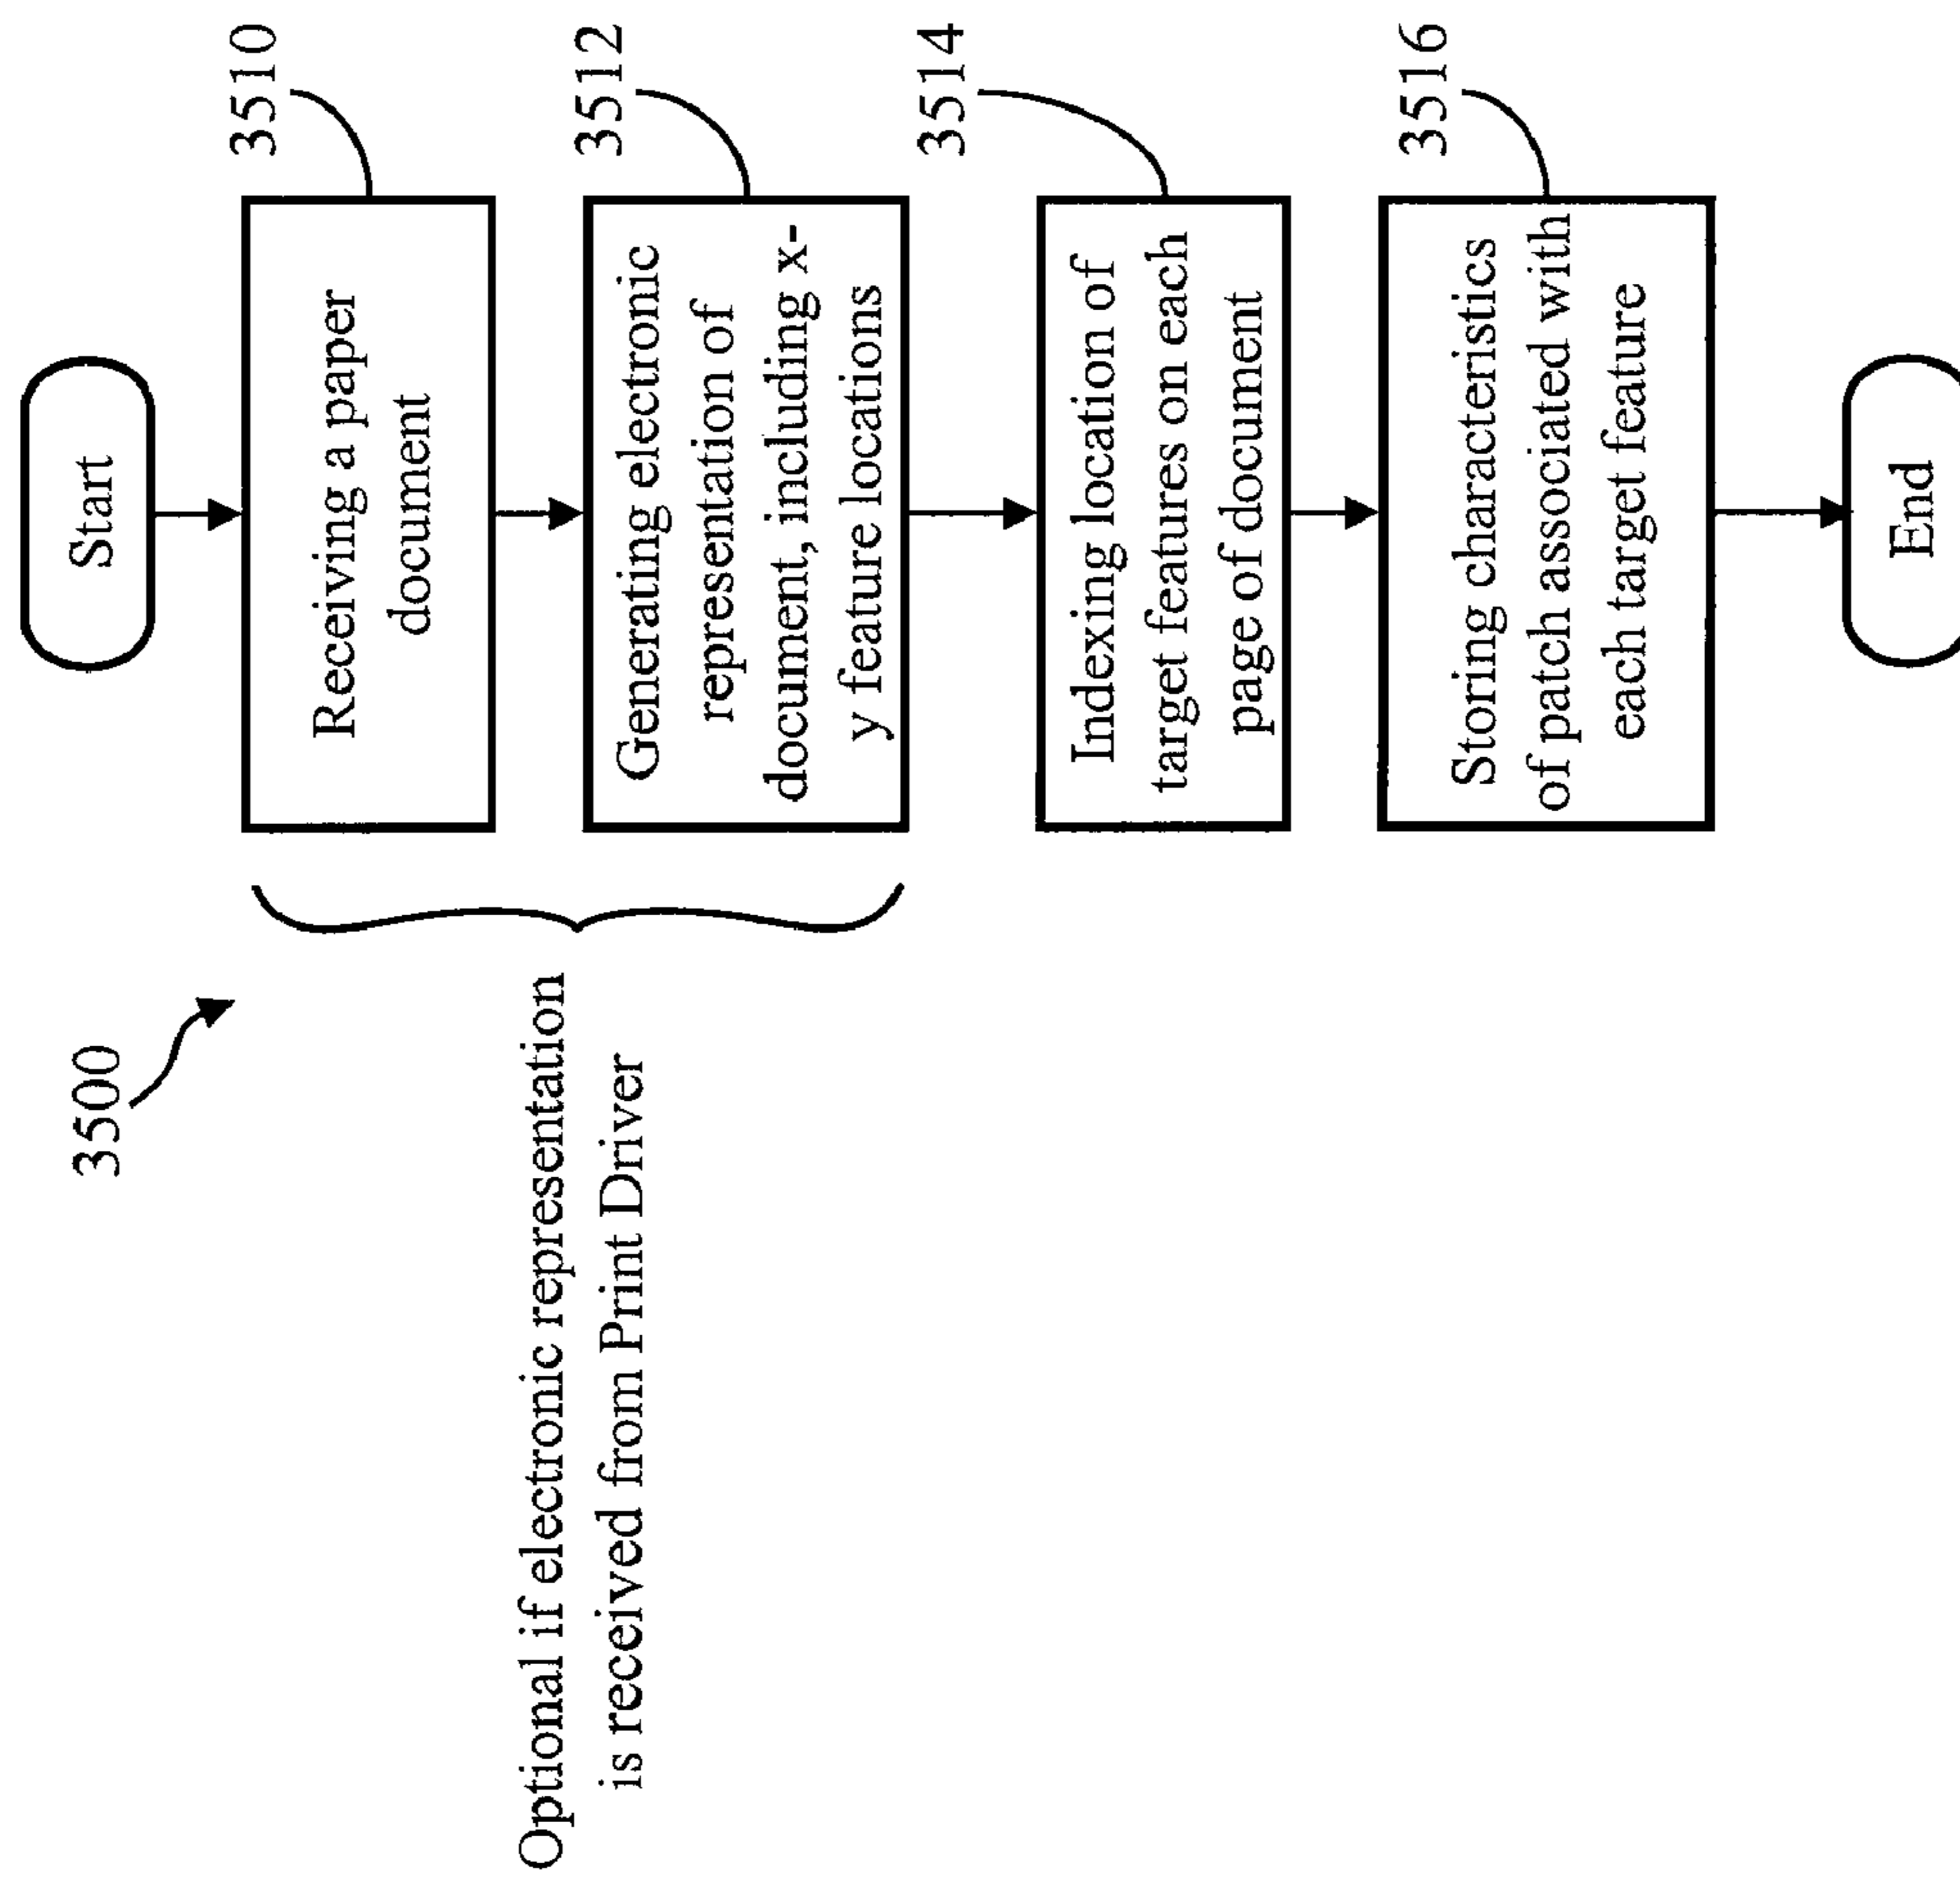 3500
Start
Receiving a paper
document
3510
Optional if electronic representation
is received from Print Driver
Generating electronic
representation of
document, including x-
y feature locations
3512
Indexing location of
target features on each
page of document
3514
Storing characteristics
of patch associated with
each target feature
3516
End